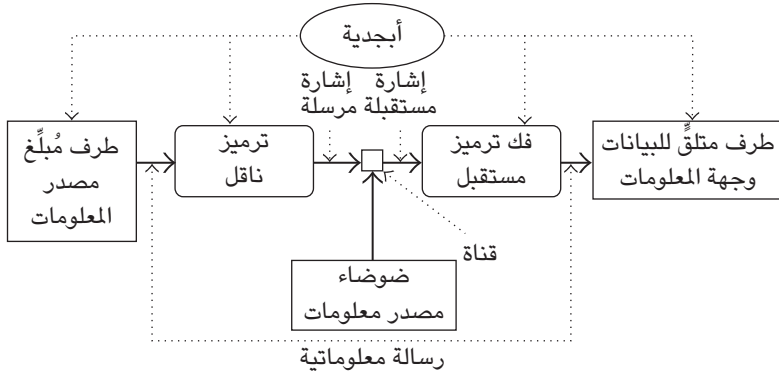 أبجدية
إشارة
مرسلة
إشارة
مستقبلة
طرف مُبلِّغ
مصدر
المعلومات
ترميز
ناقل
فك ترميز
مستقبل
طرف متلقٍّ للبيانات
وجهة المعلومات
قناة
ضوضاء
مصدر معلومات
رسالة معلوماتية